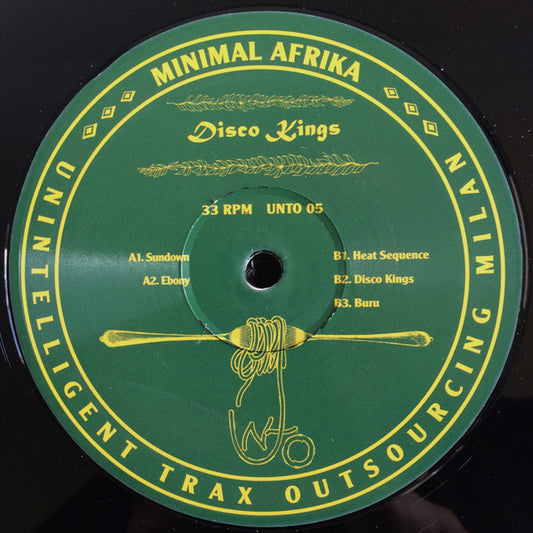 MINIMAL AFRIKA
Disco Kings
33 RPM UNTO 05
A1. Sundown
A2. Ebony
B1. Heat Sequence
B2. Disco Kings
B3. Buru
UNTO
UNINTELLIGENT TRAX OUTSOURCING MILAN